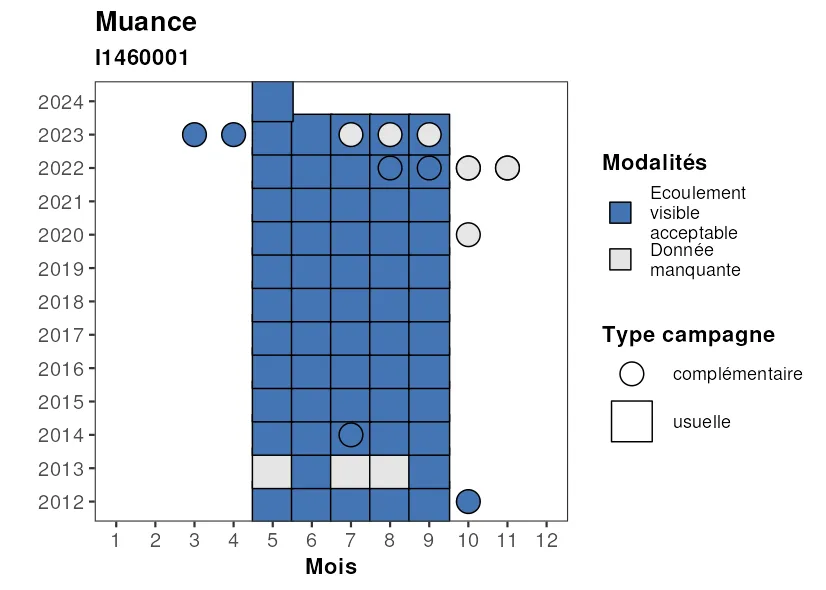 Muance
I1460001
2024
2023
2022
2021
2020
2019
2018
2017
2016
2015
2014
2013
2012
1 2 3 4 5 6 7 8 9 10 11 12
Mois
Modalités
Ecoulement
visible
acceptable
Donnée
manquante
Type campagne
complémentaire
usuelle